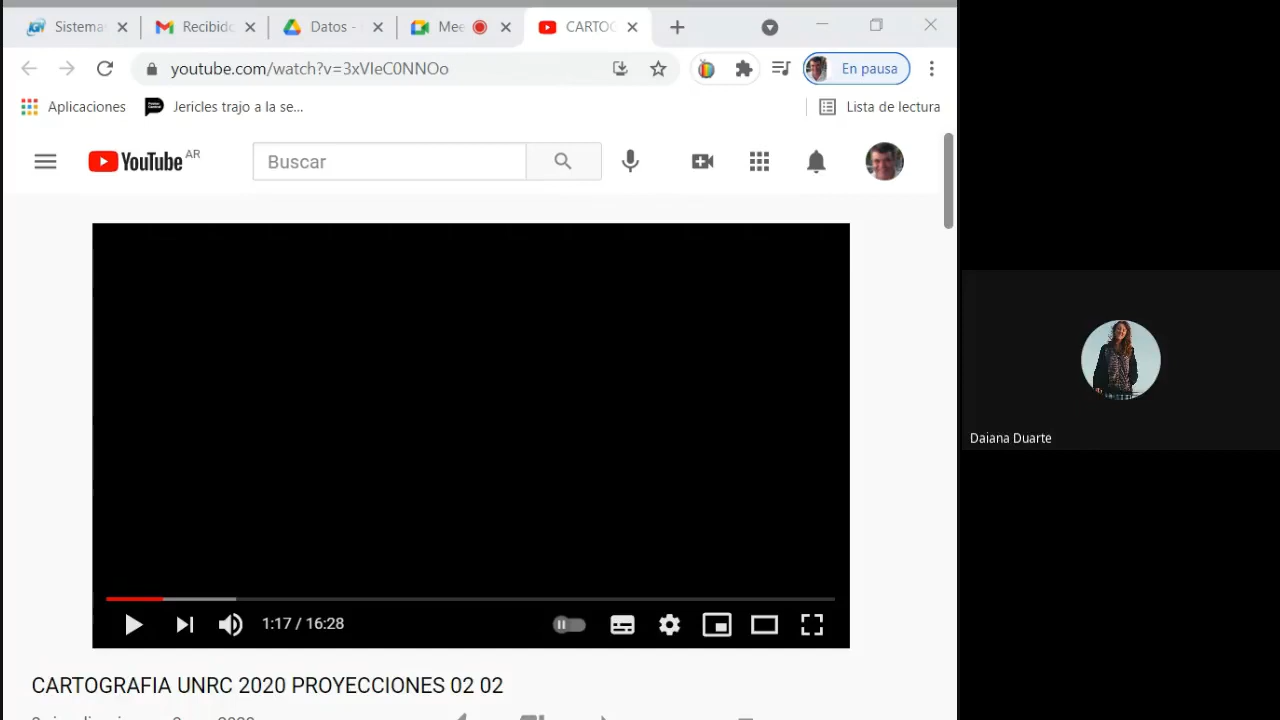 Sistema
Recibido
Datos -
Mee
CARTOG
youtube.com/watch?v=3xVIeC0NNOo
En pausa
Aplicaciones
Jericles trajo a la se...
Lista de lectura
YouTube AR
Buscar
Daiana Duarte
1:17 / 16:28
CARTOGRAFIA UNRC 2020 PROYECCIONES 02 02